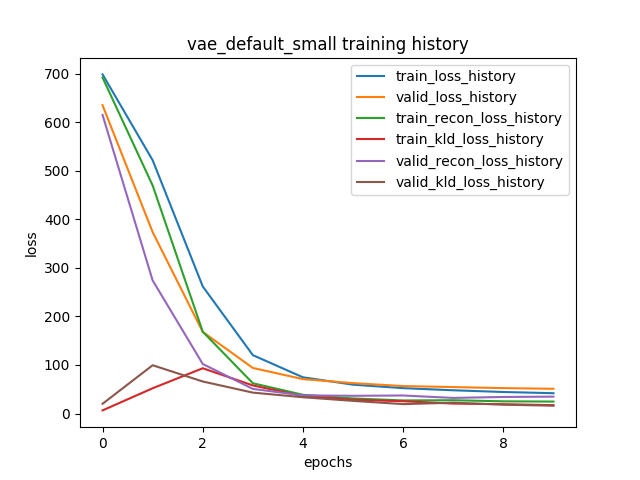 vae_default_small training history
700
600
500
400
300
200
100
0
loss
0
2
4
6
8
epochs
train_loss_history
valid_loss_history
train_recon_loss_history
train_kld_loss_history
valid_recon_loss_history
valid_kld_loss_history